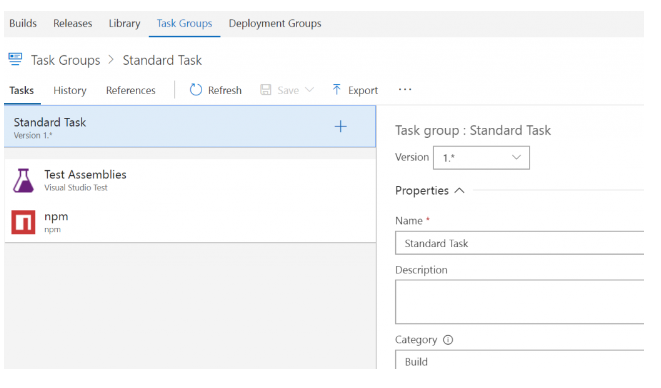 Builds Releases Library Task Groups Deployment Groups
Task Groups > Standard Task
Tasks History References Refresh Save Export ...
Standard Task
Version 1.*
Test Assemblies
Visual Studio Test
npm
npm
Task group : Standard Task
Version 1.*
Properties
Name *
Standard Task
Description
Category
Build